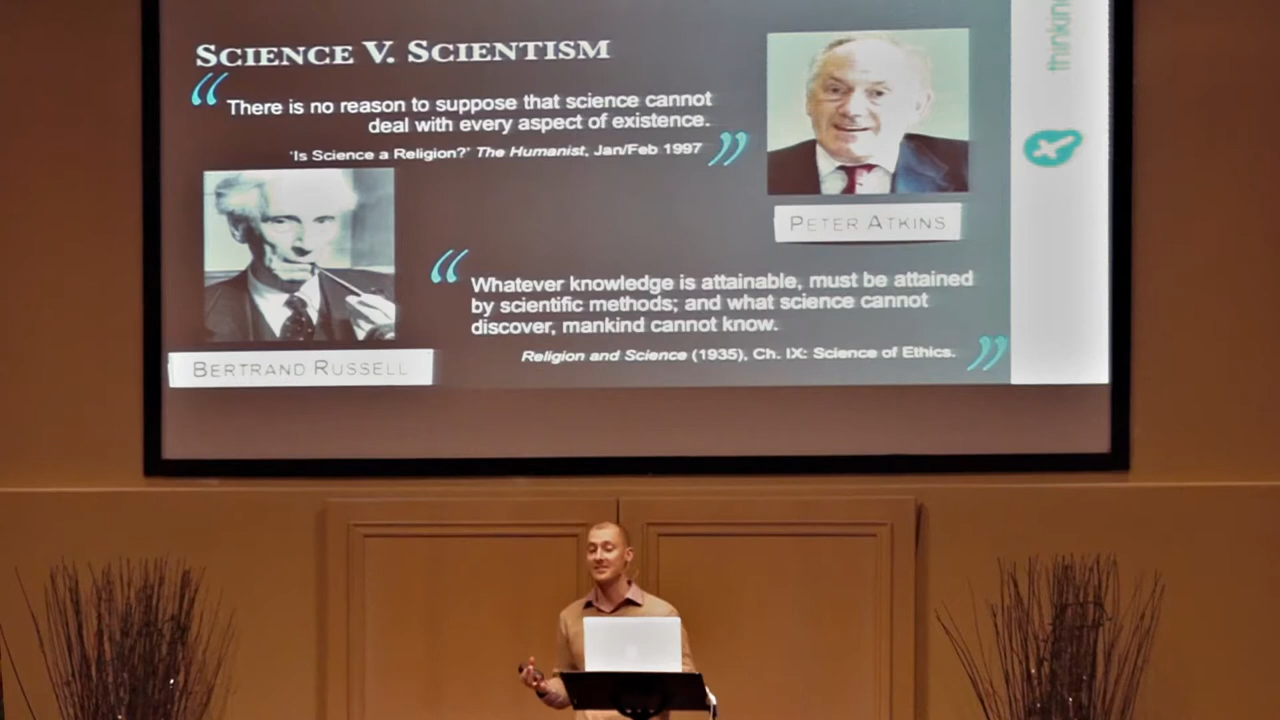 SCIENCE V. SCIENTISM
“There is no reason to suppose that science cannot
deal with every aspect of existence.
'Is Science a Religion?' The Humanist, Jan/Feb 1997 ”
PETER ATKINS
“Whatever knowledge is attainable, must be attained
by scientific methods; and what science cannot
discover, mankind cannot know.
Religion and Science (1935), Ch. IX: Science of Ethics. ”
BERTRAND RUSSELL